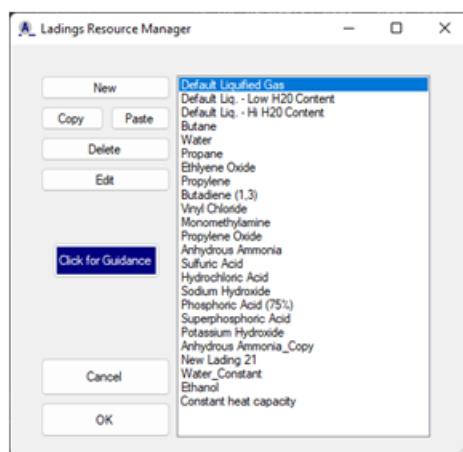 Ladings Resource Manager
New
Copy Paste
Delete
Edit
Click for Guidance
Cancel
OK
Default Liquified Gas
Default Liq. - Low H20 Content
Default Liq. - Hi H20 Content
Butane
Water
Propane
Ethlyene Oxide
Propylene
Butadiene (1,3)
Vinyl Chloride
Monomethylamine
Propylene Oxide
Anhydrous Ammonia
Sulfuric Acid
Hydrochloric Acid
Sodium Hydroxide
Phosphoric Acid (75%)
Superphosphoric Acid
Potassium Hydroxide
Anhydrous Ammonia_Copy
New Lading 21
Water_Constant
Ethanol
Constant heat capacity